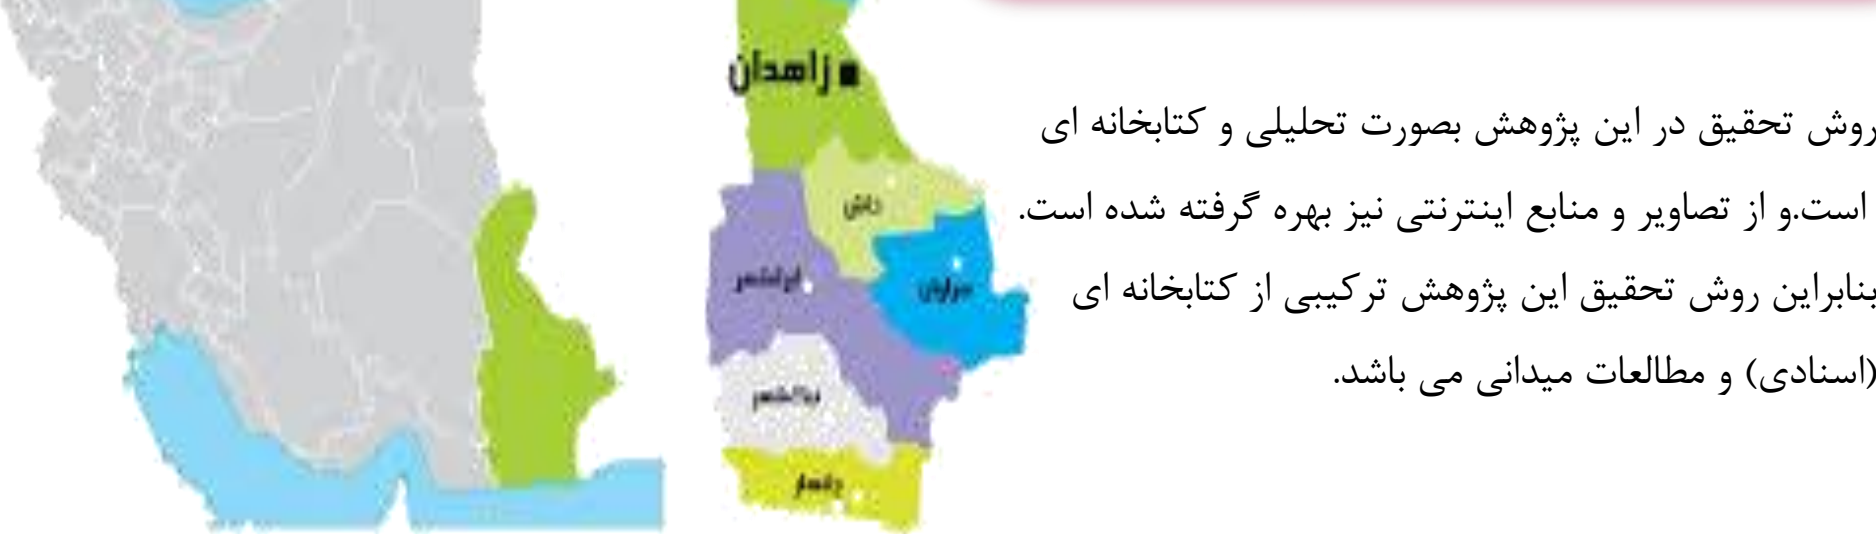 روش تحقیق در این پژوهش بصورت تحلیلی و کتابخانه ای
است.و از تصاویر و منابع اینترنتی نیز بهره گرفته شده است.
بنابراین روش تحقیق این پژوهش ترکیبی از کتابخانه ای
(اسنادی) و مطالعات میدانی می باشد.
زاهدان
ایرانشهر